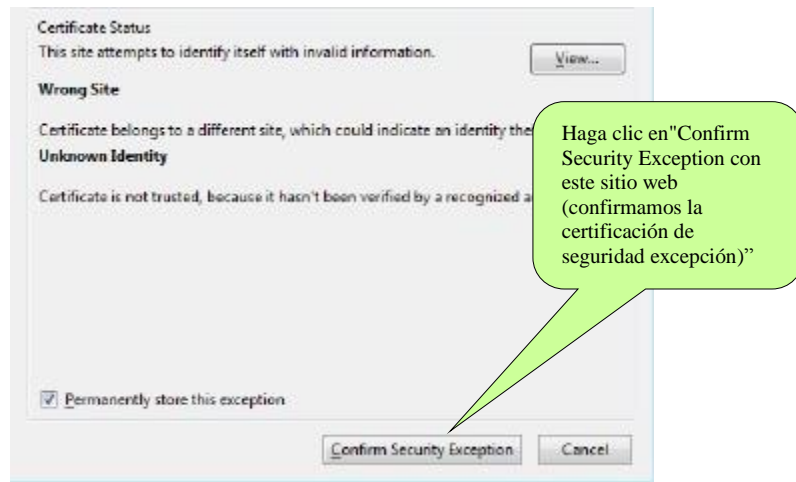 Certificate Status
This site attempts to identify itself with invalid information.
View...
Wrong Site
Certificate belongs to a different site, which could indicate an identity
Unknown Identity
Certificate is not trusted, because it hasn't been verified by a recognized
Haga clic en"Confirm
Security Exception con
este sitio web
(confirmamos la
certificación de
seguridad excepción)”
Permanently store this exception
Confirm Security Exception
Cancel